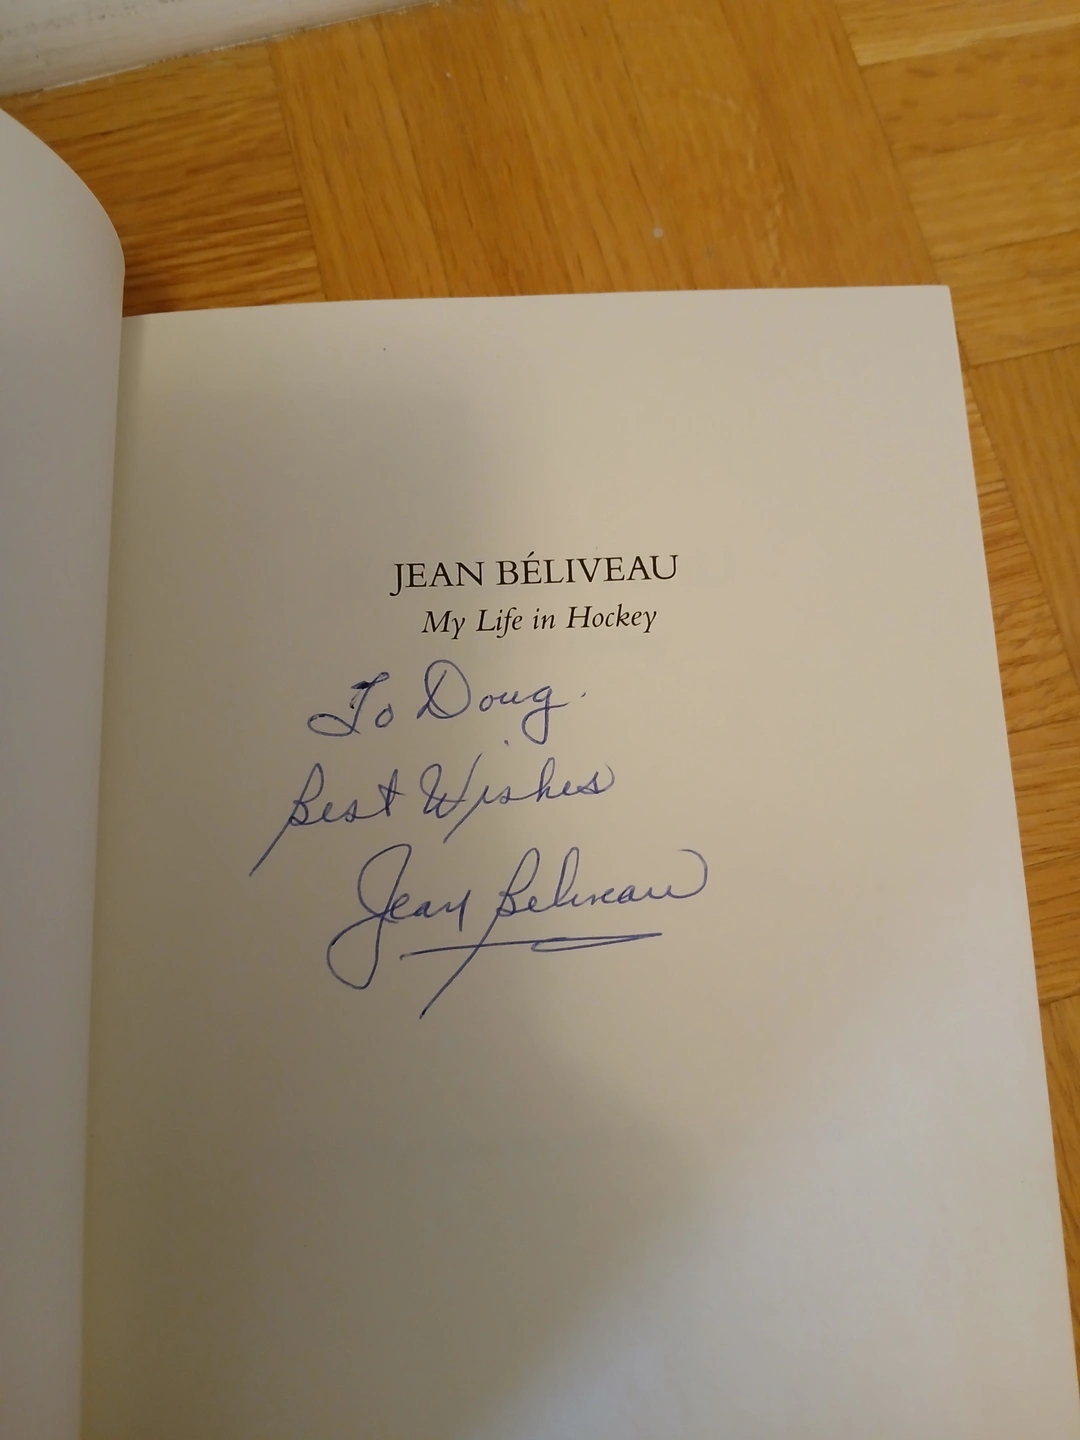 JEAN BÉLIVEAU
My Life in Hockey
To Doug.
Best Wishes
Jean Beliveau